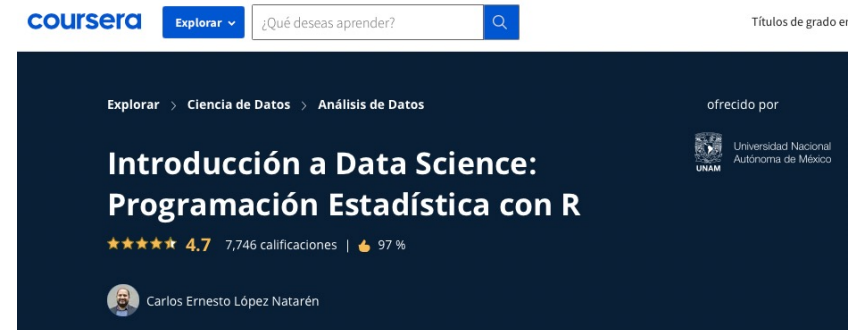 coursera
Explorar
¿Qué deseas aprender?
Títulos de grado en
Explorar > Ciencia de Datos > Análisis de Datos
ofrecido por
UNAM
Universidad Nacional
Autónoma de México
Introducción a Data Science:
Programación Estadística con R
4.7 7,746 calificaciones | 97 %
Carlos Ernesto López Natarén